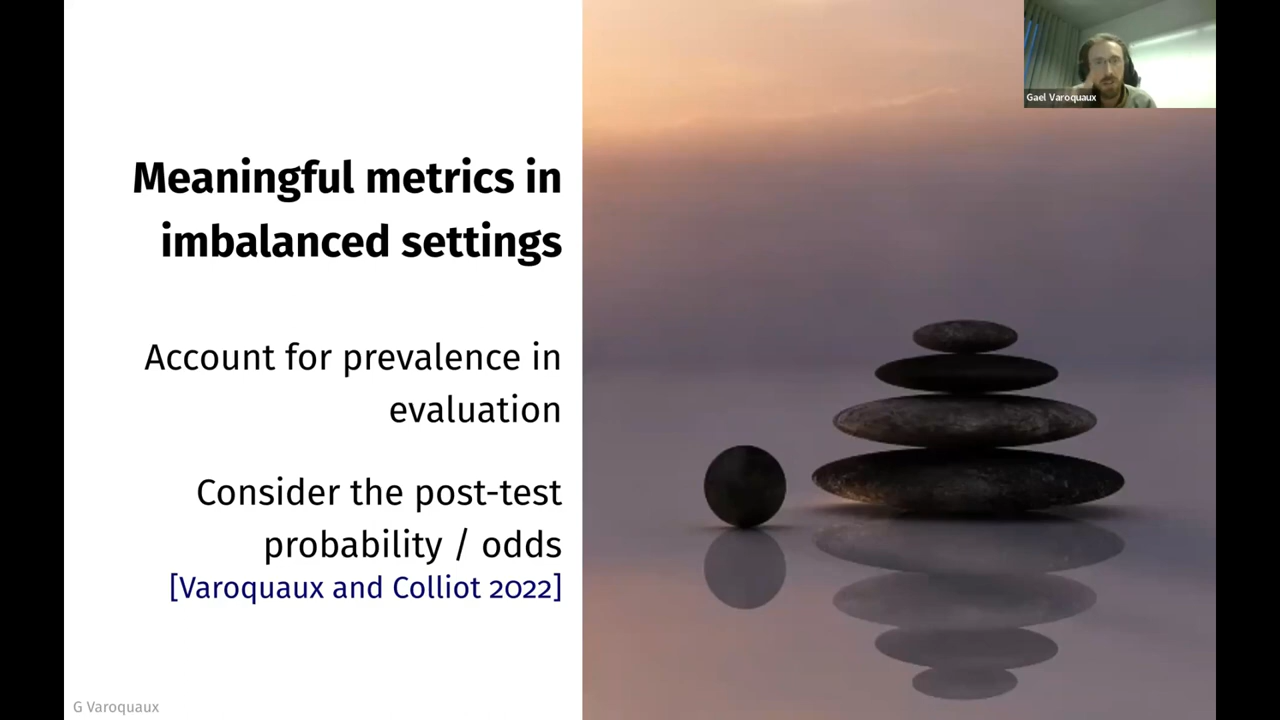 Gael Varoquaux
Meaningful metrics in
imbalanced settings
Account for prevalence in
evaluation
Consider the post-test
probability / odds
[Varoquaux and Colliot 2022]
G Varoquaux